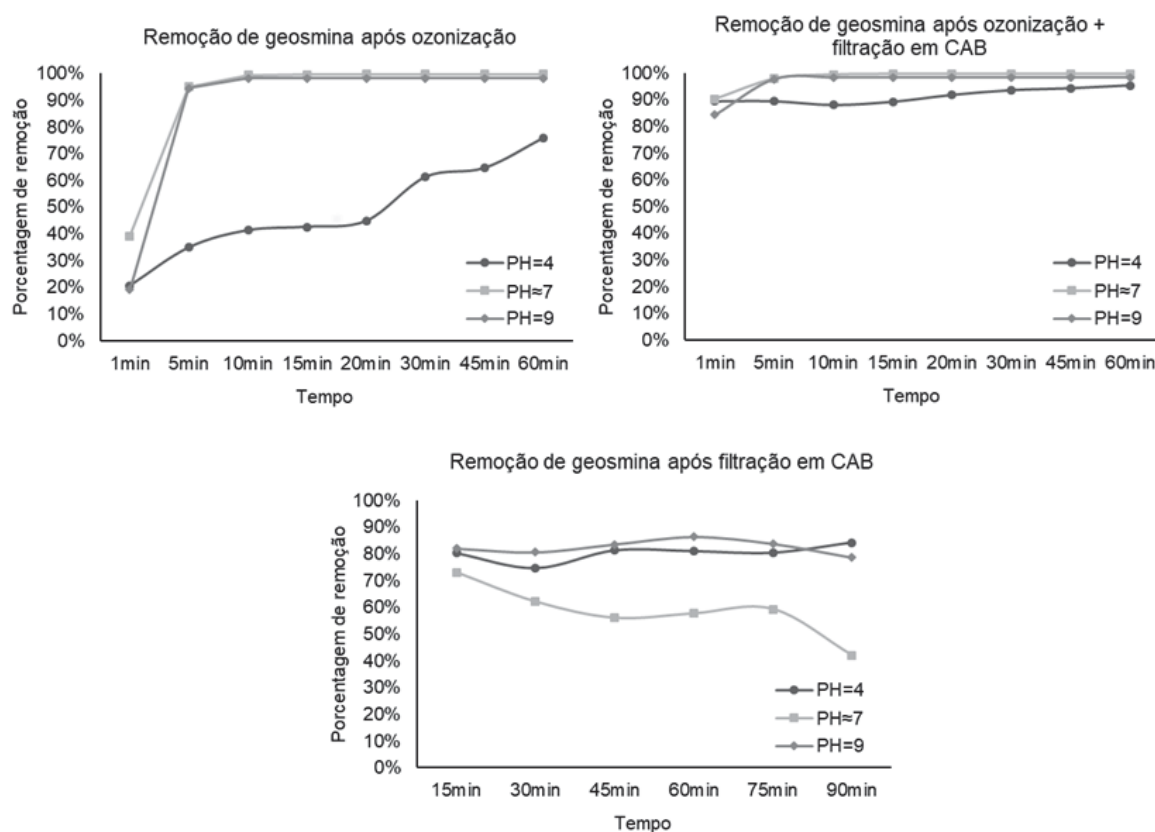 Remoção de geosmina após ozonização
100%
90%
80%
70%
60%
50%
40%
30%
20%
10%
0%
Porcentagem de remoção
PH=4
PH≈7
PH=9
1min 5min 10min 15min 20min 30min 45min 60min
Tempo
Remoção de geosmina após ozonização +
filtração em CAB
100%
90%
80%
70%
60%
50%
40%
30%
20%
10%
0%
Porcentagem de remoção
PH=4
PH≈7
PH=9
1min 5min 10min 15min 20min 30min 45min 60min
Tempo
Remoção de geosmina após filtração em CAB
100%
90%
80%
70%
60%
50%
40%
30%
20%
10%
0%
Porcentagem de remoção
PH=4
PH≈7
PH=9
15min 30min 45min 60min 75min 90min
Tempo